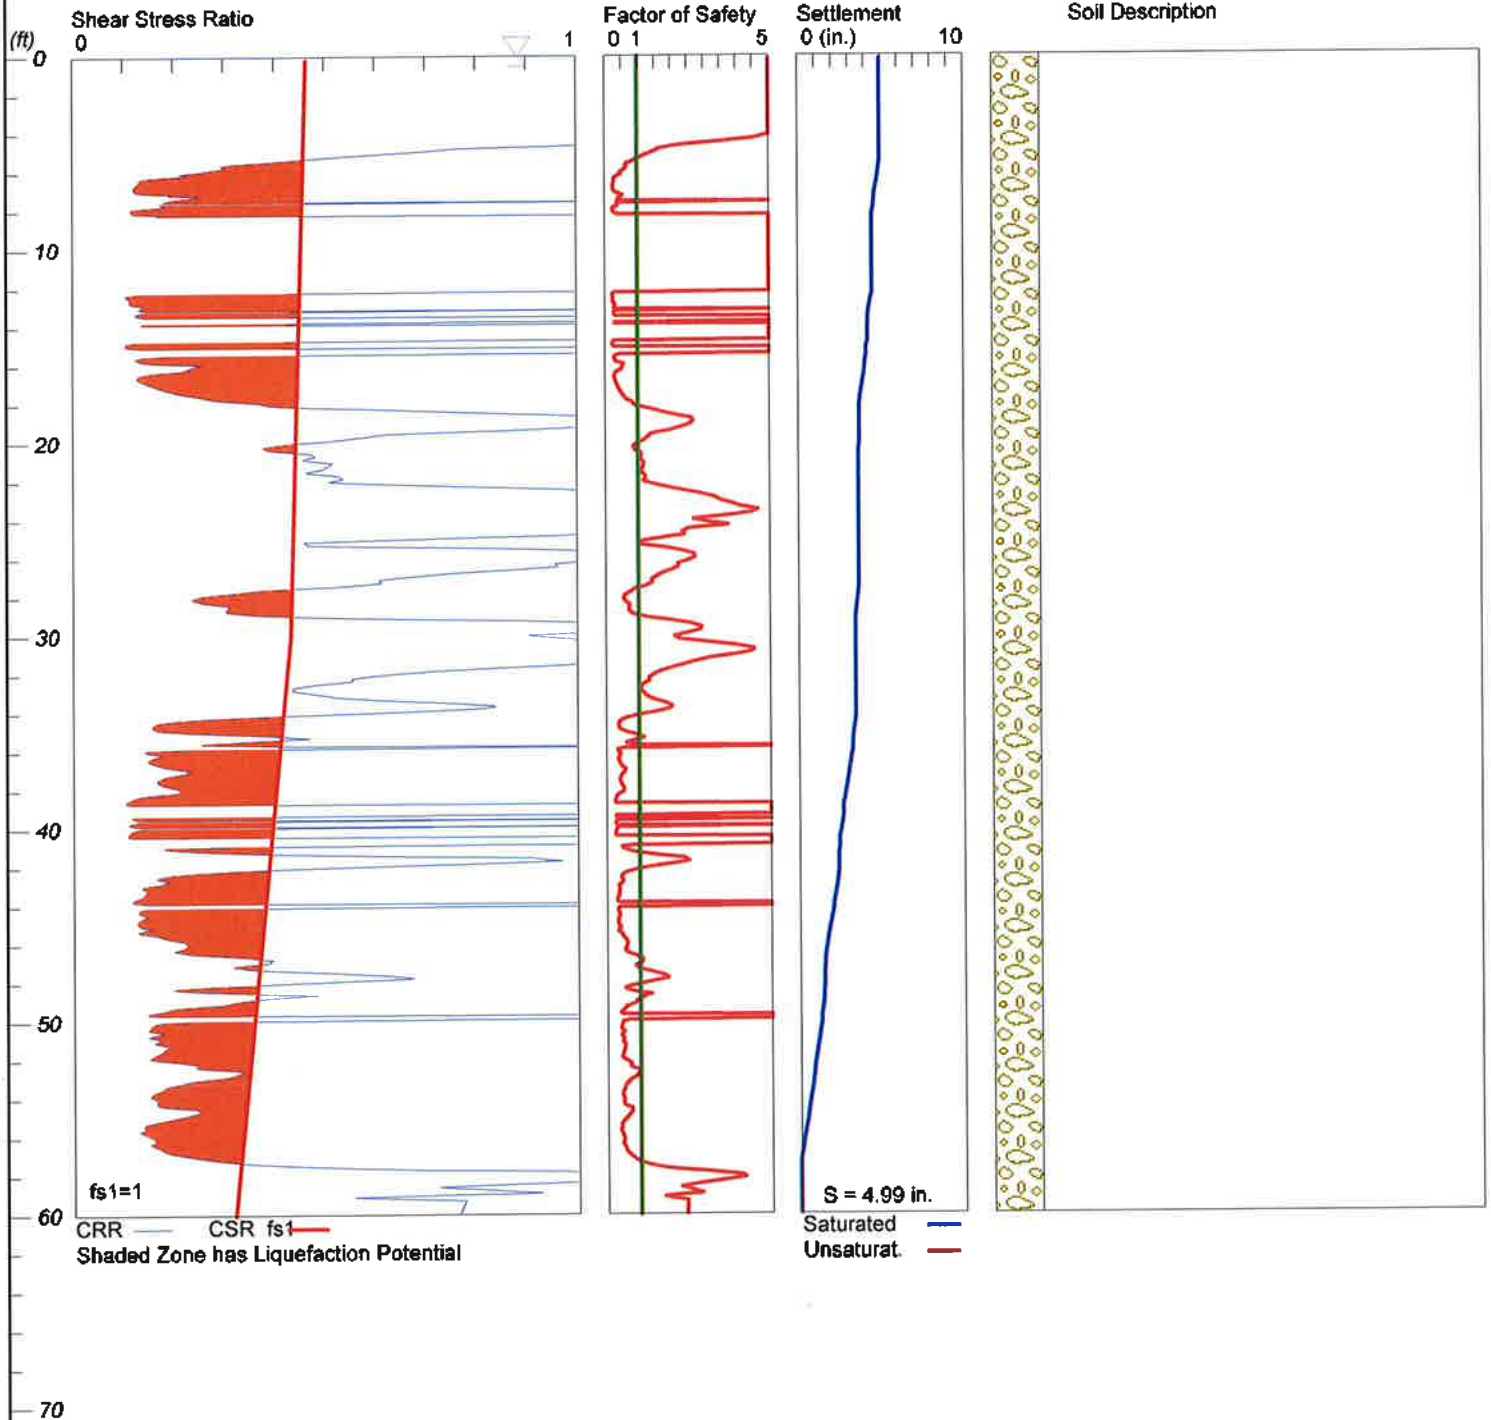 Shear Stress Ratio
Factor of Safety
Settlement
Soil Description
(ft)
0
1
0 1
5
0 (in.)
10
0
10
20
30
40
50
60
70
fs1=1
S = 4.99 in.
CRR
CSR fs1
Shaded Zone has Liquefaction Potential
Saturated
Unsaturat.